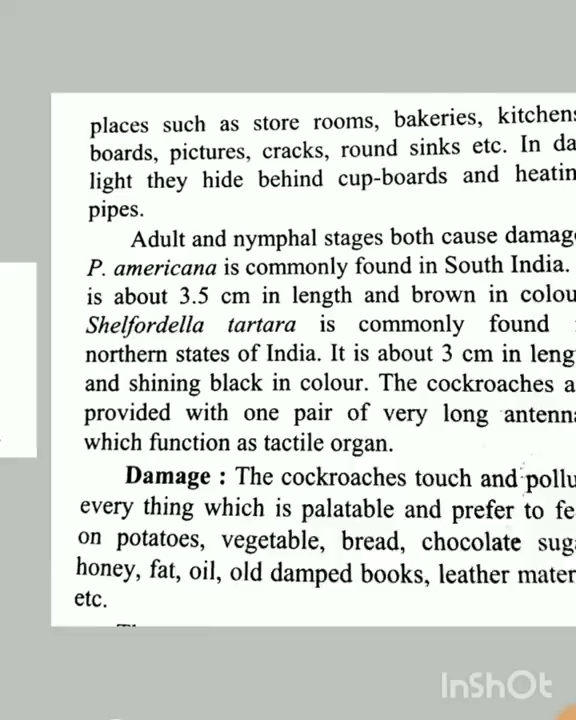 places such as store rooms, bakeries, kitchens
boards, pictures, cracks, round sinks etc. In da
light they hide behind cup-boards and heatin
pipes.
Adult and nymphal stages both cause damage
P. americana is commonly found in South India.
is about 3.5 cm in length and brown in colou
Shelfordella tartara is commonly found
northern states of India. It is about 3 cm in leng
and shining black in colour. The cockroaches a
provided with one pair of very long antenna
which function as tactile organ.
Damage : The cockroaches touch and pollu
every thing which is palatable and prefer to fe
on potatoes, vegetable, bread, chocolate suga
honey, fat, oil, old damped books, leather mater
etc.
InShOt